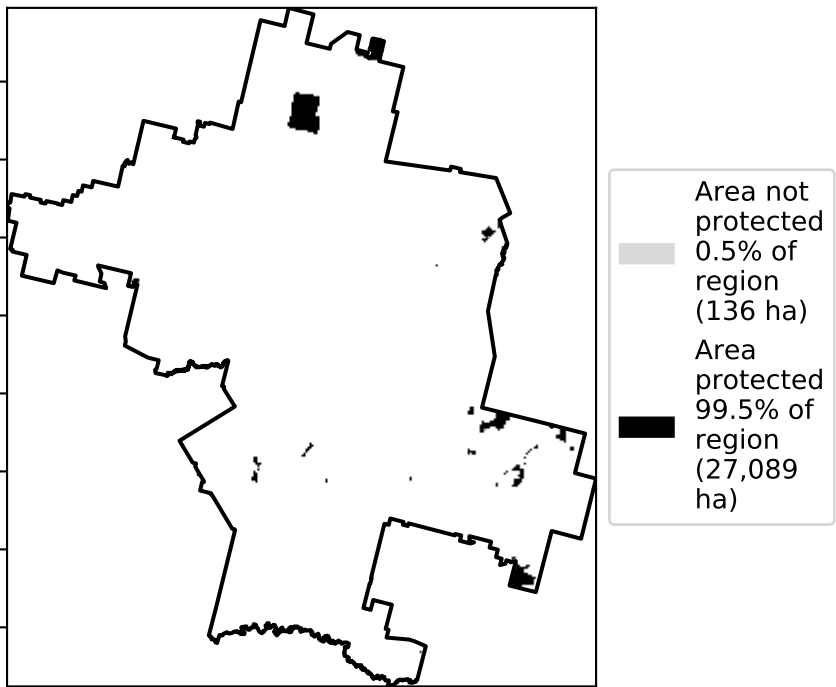 Area not
protected
0.5% of
region
(136 ha)
Area
protected
99.5% of
region
(27,089
ha)